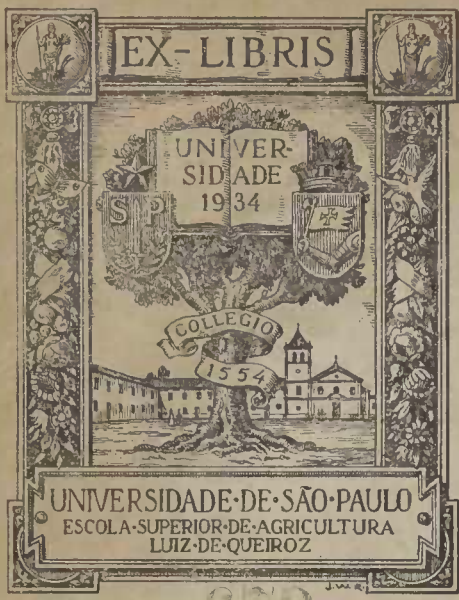 EX-LIBRIS
UNIVER-
SIDADE
1934
S P
COLLEGIO
1554
UNIVERSIDADE·DE·SÃO·PAULO
ESCOLA·SUPERIOR·DE·AGRICULTURA
LUIZ·DE·QUEIROZ